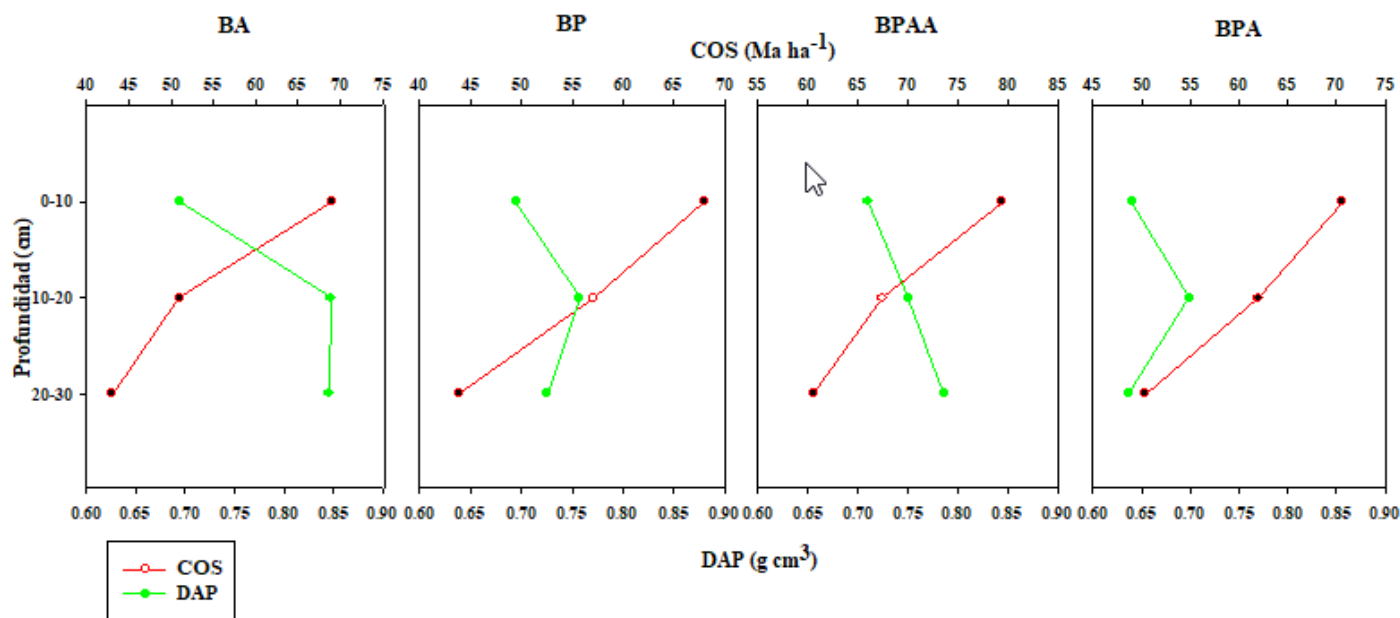 BA BP BPAA BPA
COS (Ma ha-1)
40 45 50 55 60 65 70 75 40 45 50 55 60 65 70 55 60 65 70 75 80 85 45 50 55 60 65 70 75
Profundidad (cm)
0-10
10-20
20-30
0.60 0.70 0.75 0.80 0.85 0.90 0.60 0.65 0.70 0.75 0.80 0.85 0.90 0.60 0.65 0.70 0.75 0.80 0.85 0.90 0.60 0.65 0.70 0.75 0.80 0.85 0.90
DAP (g cm3)
COS
DAP